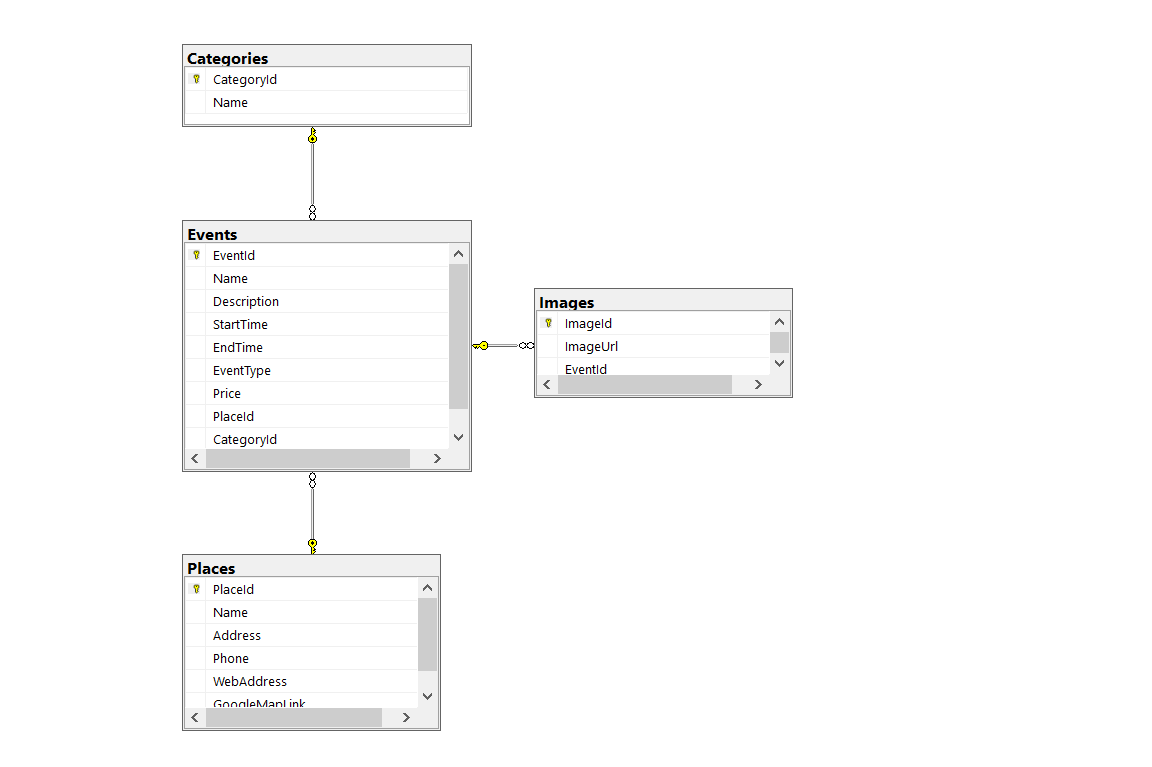 Categories
CategoryId
Name
Events
EventId
Name
Description
StartTime
EndTime
EventType
Price
PlaceId
CategoryId
Images
ImageId
ImageUrl
EventId
Places
PlaceId
Name
Address
Phone
WebAddress
GoogleMapLink